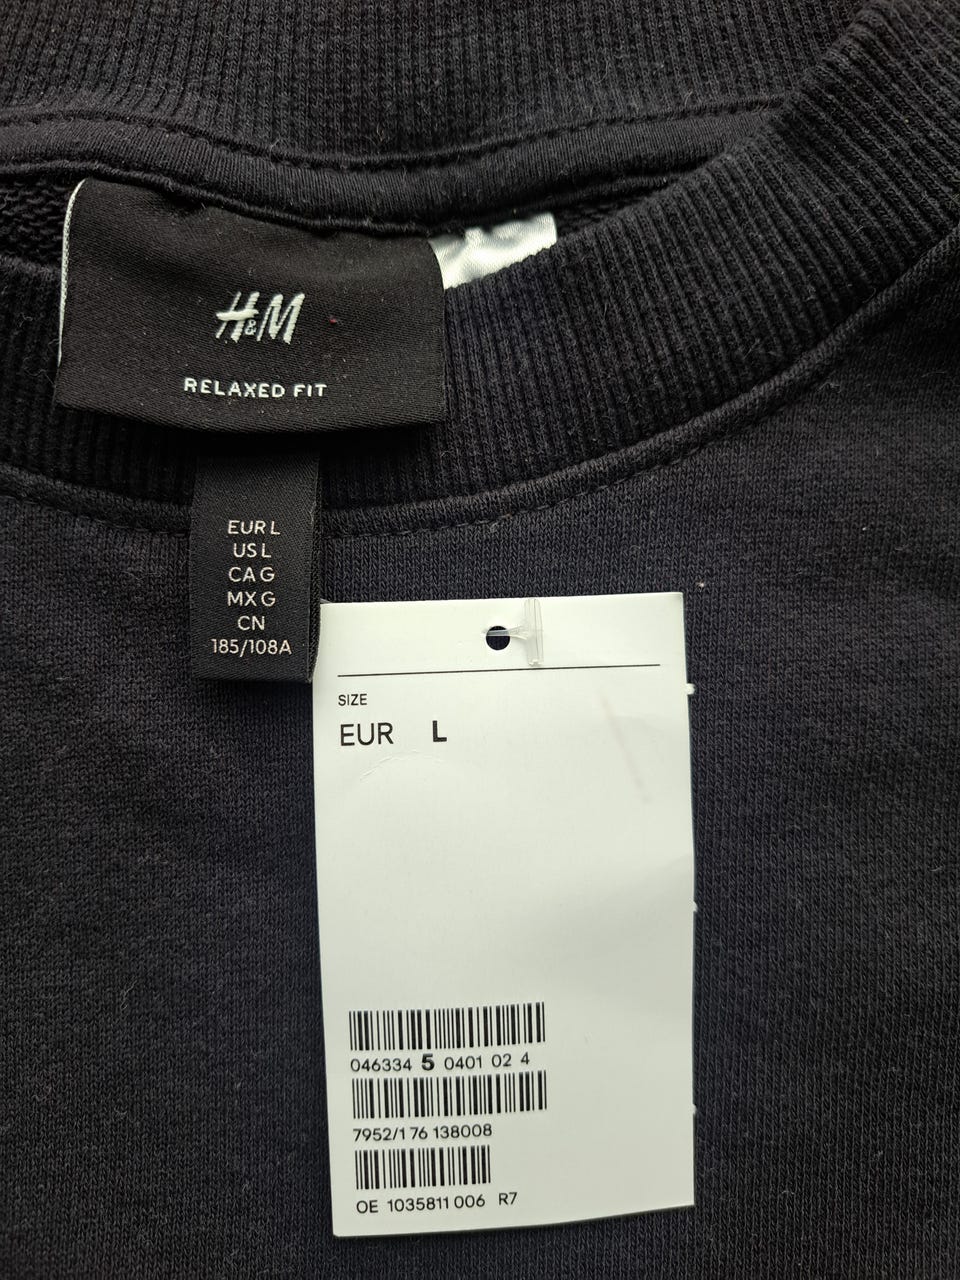 H&M
RELAXED FIT
EUR L
US L
CA G
MX G
CN
185/108A
SIZE
EUR L
046334 5 0401 02 4
7952/1 76 138008
OE 1035811 006 R7